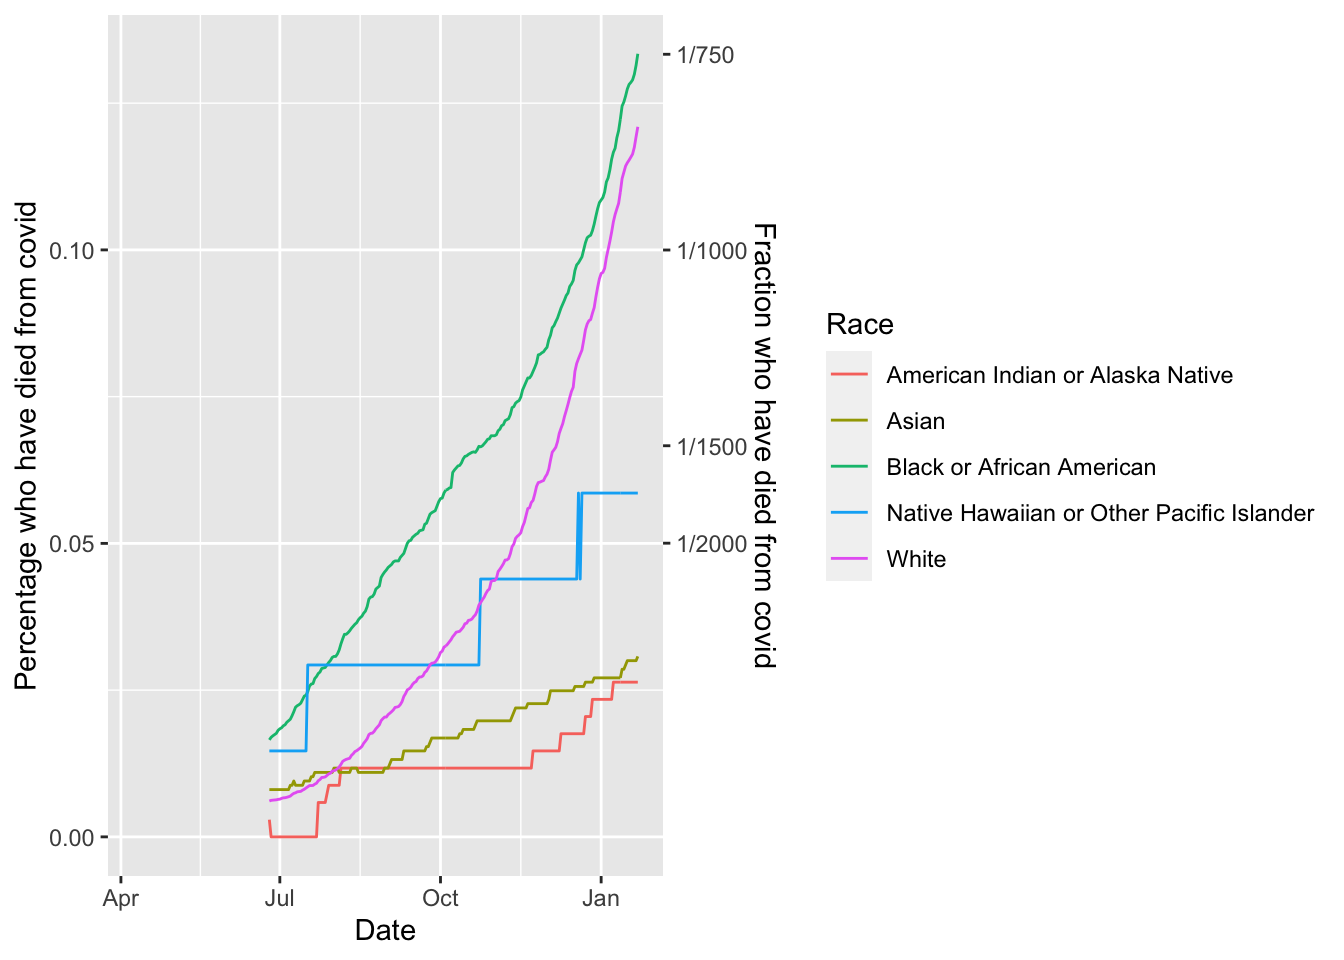 Percentage who have died from covid
0.10
0.05
0.00
Apr
Jul
Oct
Jan
Date
1/750
1/1000
1/1500
1/2000
Fraction who have died from covid
Race
American Indian or Alaska Native
Asian
Black or African American
Native Hawaiian or Other Pacific Islander
White